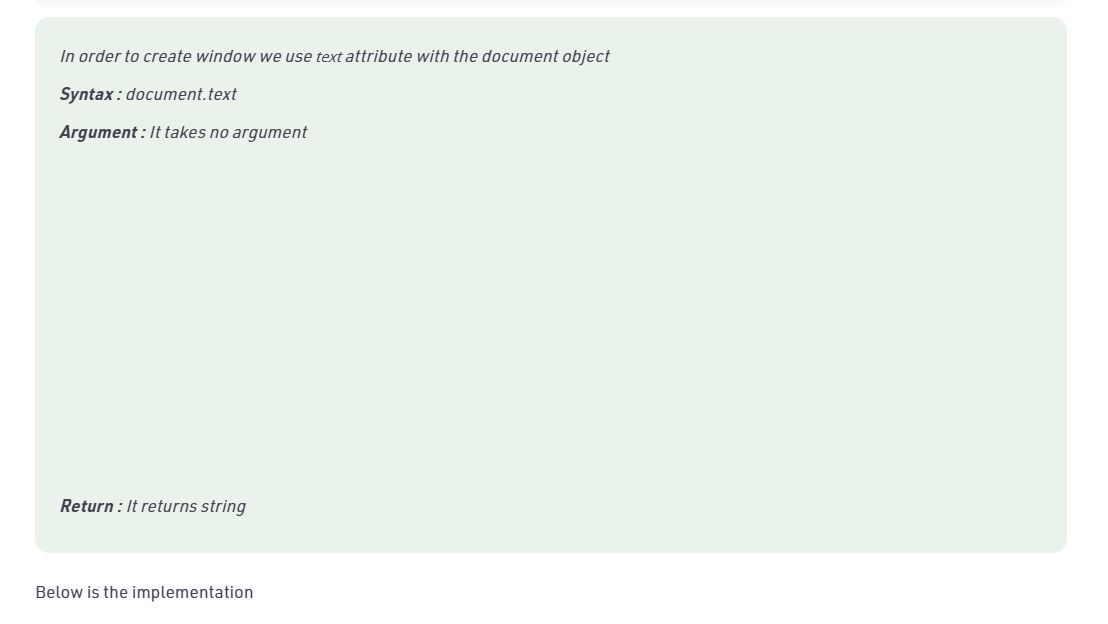 In order to create window we use text attribute with the document object
Syntax : document.text
Argument : It takes no argument
Return : It returns string
Below is the implementation